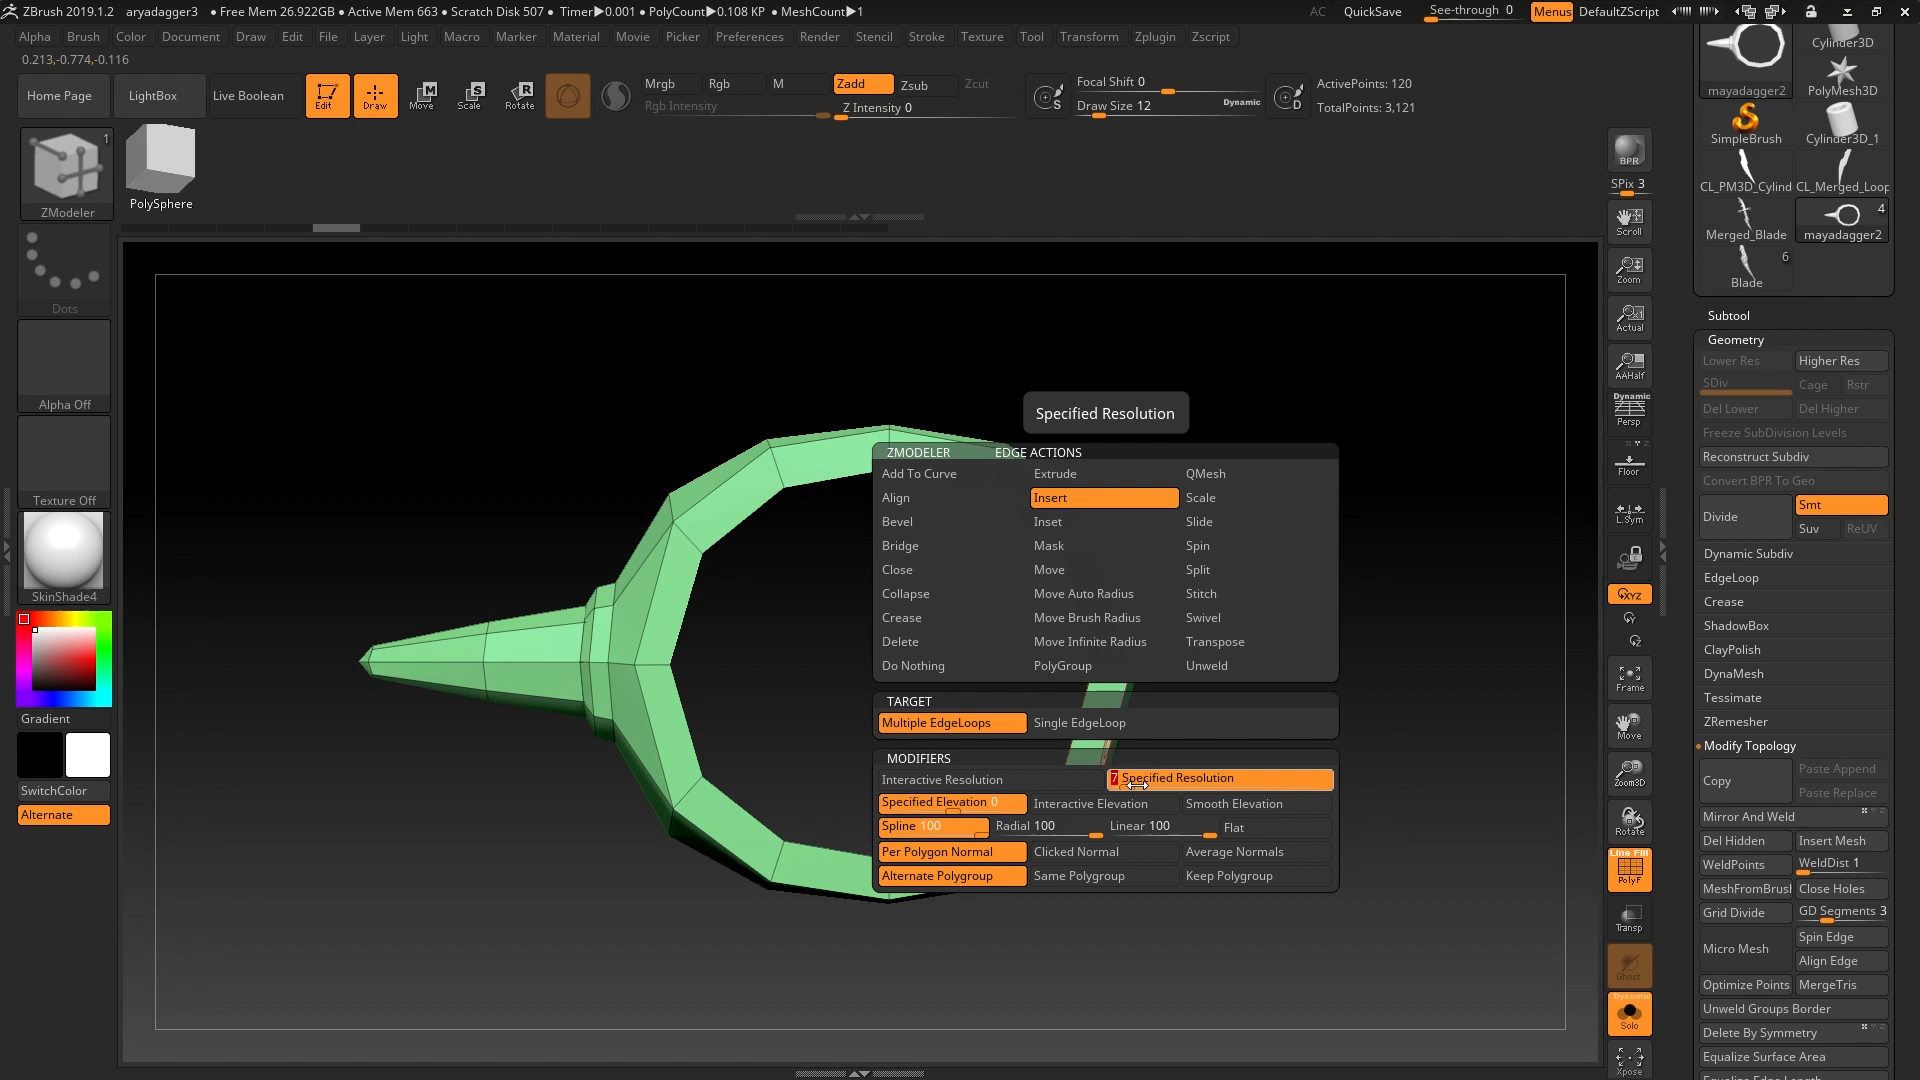 ZBrush 2019.1.2 aryadagger3 • Free Mem 26.922GB • Active Mem 663 • Scratch Disk 507 • Timer▶0.001 • PolyCount▶0.108 KP • MeshCount▶1 AC QuickSave See-through 0 Menus DefaultZScript
Alpha Brush Color Document Draw Edit File Layer Light Macro Marker Material Movie Picker Preferences Render Stencil Stroke Texture Tool Transform Zplugin Zscript
0.213,-0.774,-0.116
Home Page LightBox Live Boolean Edit Draw Move Scale Rotate
Mrgb Rgb M Zadd Zsub Zcut
Rgb Intensity Z Intensity 0
S Focal Shift 0
Draw Size 12 Dynamic
D ActivePoints: 120
TotalPoints: 3,121
1
ZModeler
PolySphere
Dots
Alpha Off
Texture Off
SkinShade4
Gradient
SwitchColor
Alternate
Specified Resolution
ZMODELER EDGE ACTIONS
Add To Curve Extrude QMesh
Align Insert Scale
Bevel Inset Slide
Bridge Mask Spin
Close Move Split
Collapse Move Auto Radius Stitch
Crease Move Brush Radius Swivel
Delete Move Infinite Radius Transpose
Do Nothing PolyGroup Unweld
TARGET
Multiple EdgeLoops Single EdgeLoop
MODIFIERS
Interactive Resolution 7 Specified Resolution
Specified Elevation 0 Interactive Elevation Smooth Elevation
Spline 100 Radial 100 Linear 100 Flat
Per Polygon Normal Clicked Normal Average Normals
Alternate Polygroup Same Polygroup Keep Polygroup
BPR
SPix 3
Scroll
Zoom
Actual
AAHalf
Dynamic
Persp
Floor
L.Sym
XYZ
Y
Z
Frame
Move
Zoom3D
Rotate
Line Fill
PolyF
Transp
Ghost
Dynamic
Solo
Xpose
Cylinder3D
mayadagger2 PolyMesh3D
SimpleBrush Cylinder3D_1
CL_PM3D_Cylind CL_Merged_Loop
4
Merged_Blade mayadagger2
6
Blade
Subtool
Geometry
Lower Res Higher Res
SDiv Cage Rstr
Del Lower Del Higher
Freeze SubDivision Levels
Reconstruct Subdiv
Convert BPR To Geo
Divide Smt
Suv ReUV
Dynamic Subdiv
EdgeLoop
Crease
ShadowBox
ClayPolish
DynaMesh
Tessimate
ZRemesher
Modify Topology
Copy Paste Append
Paste Replace
Mirror And Weld
Del Hidden Insert Mesh
WeldPoints WeldDist 1
MeshFromBrush Close Holes
Grid Divide GD Segments 3
Micro Mesh Spin Edge
Align Edge
Optimize Points MergeTris
Unweld Groups Border
Delete By Symmetry
Equalize Surface Area